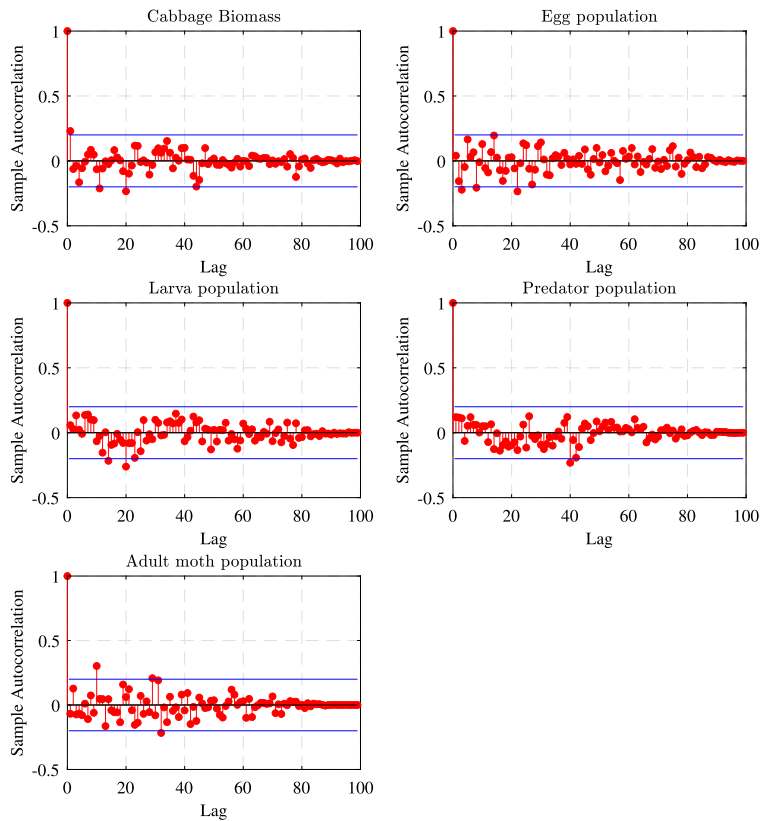 Cabbage Biomass
Sample Autocorrelation
1
0.5
0
-0.5
0 20 40 60 80 100
Lag
Egg population
Sample Autocorrelation
1
0.5
0
-0.5
0 20 40 60 80 100
Lag
Larva population
Sample Autocorrelation
1
0.5
0
-0.5
0 20 40 60 80 100
Lag
Predator population
Sample Autocorrelation
1
0.5
0
-0.5
0 20 40 60 80 100
Lag
Adult moth population
Sample Autocorrelation
1
0.5
0
-0.5
0 20 40 60 80 100
Lag